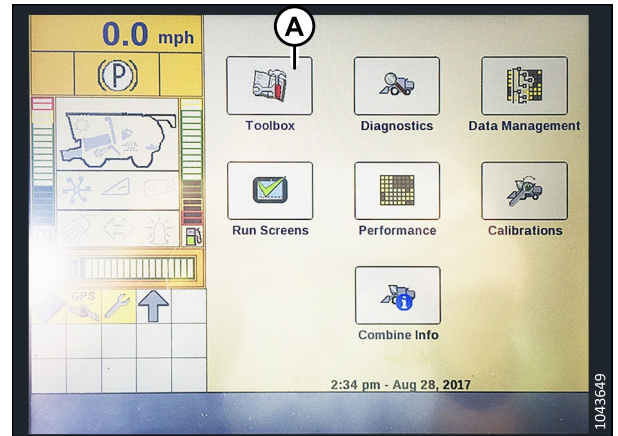 A
0.0 mph
(P)
Toolbox
Diagnostics
Data Management
Run Screens
Performance
Calibrations
GPS
Combine Info
2:34 pm - Aug 28, 2017
1043649